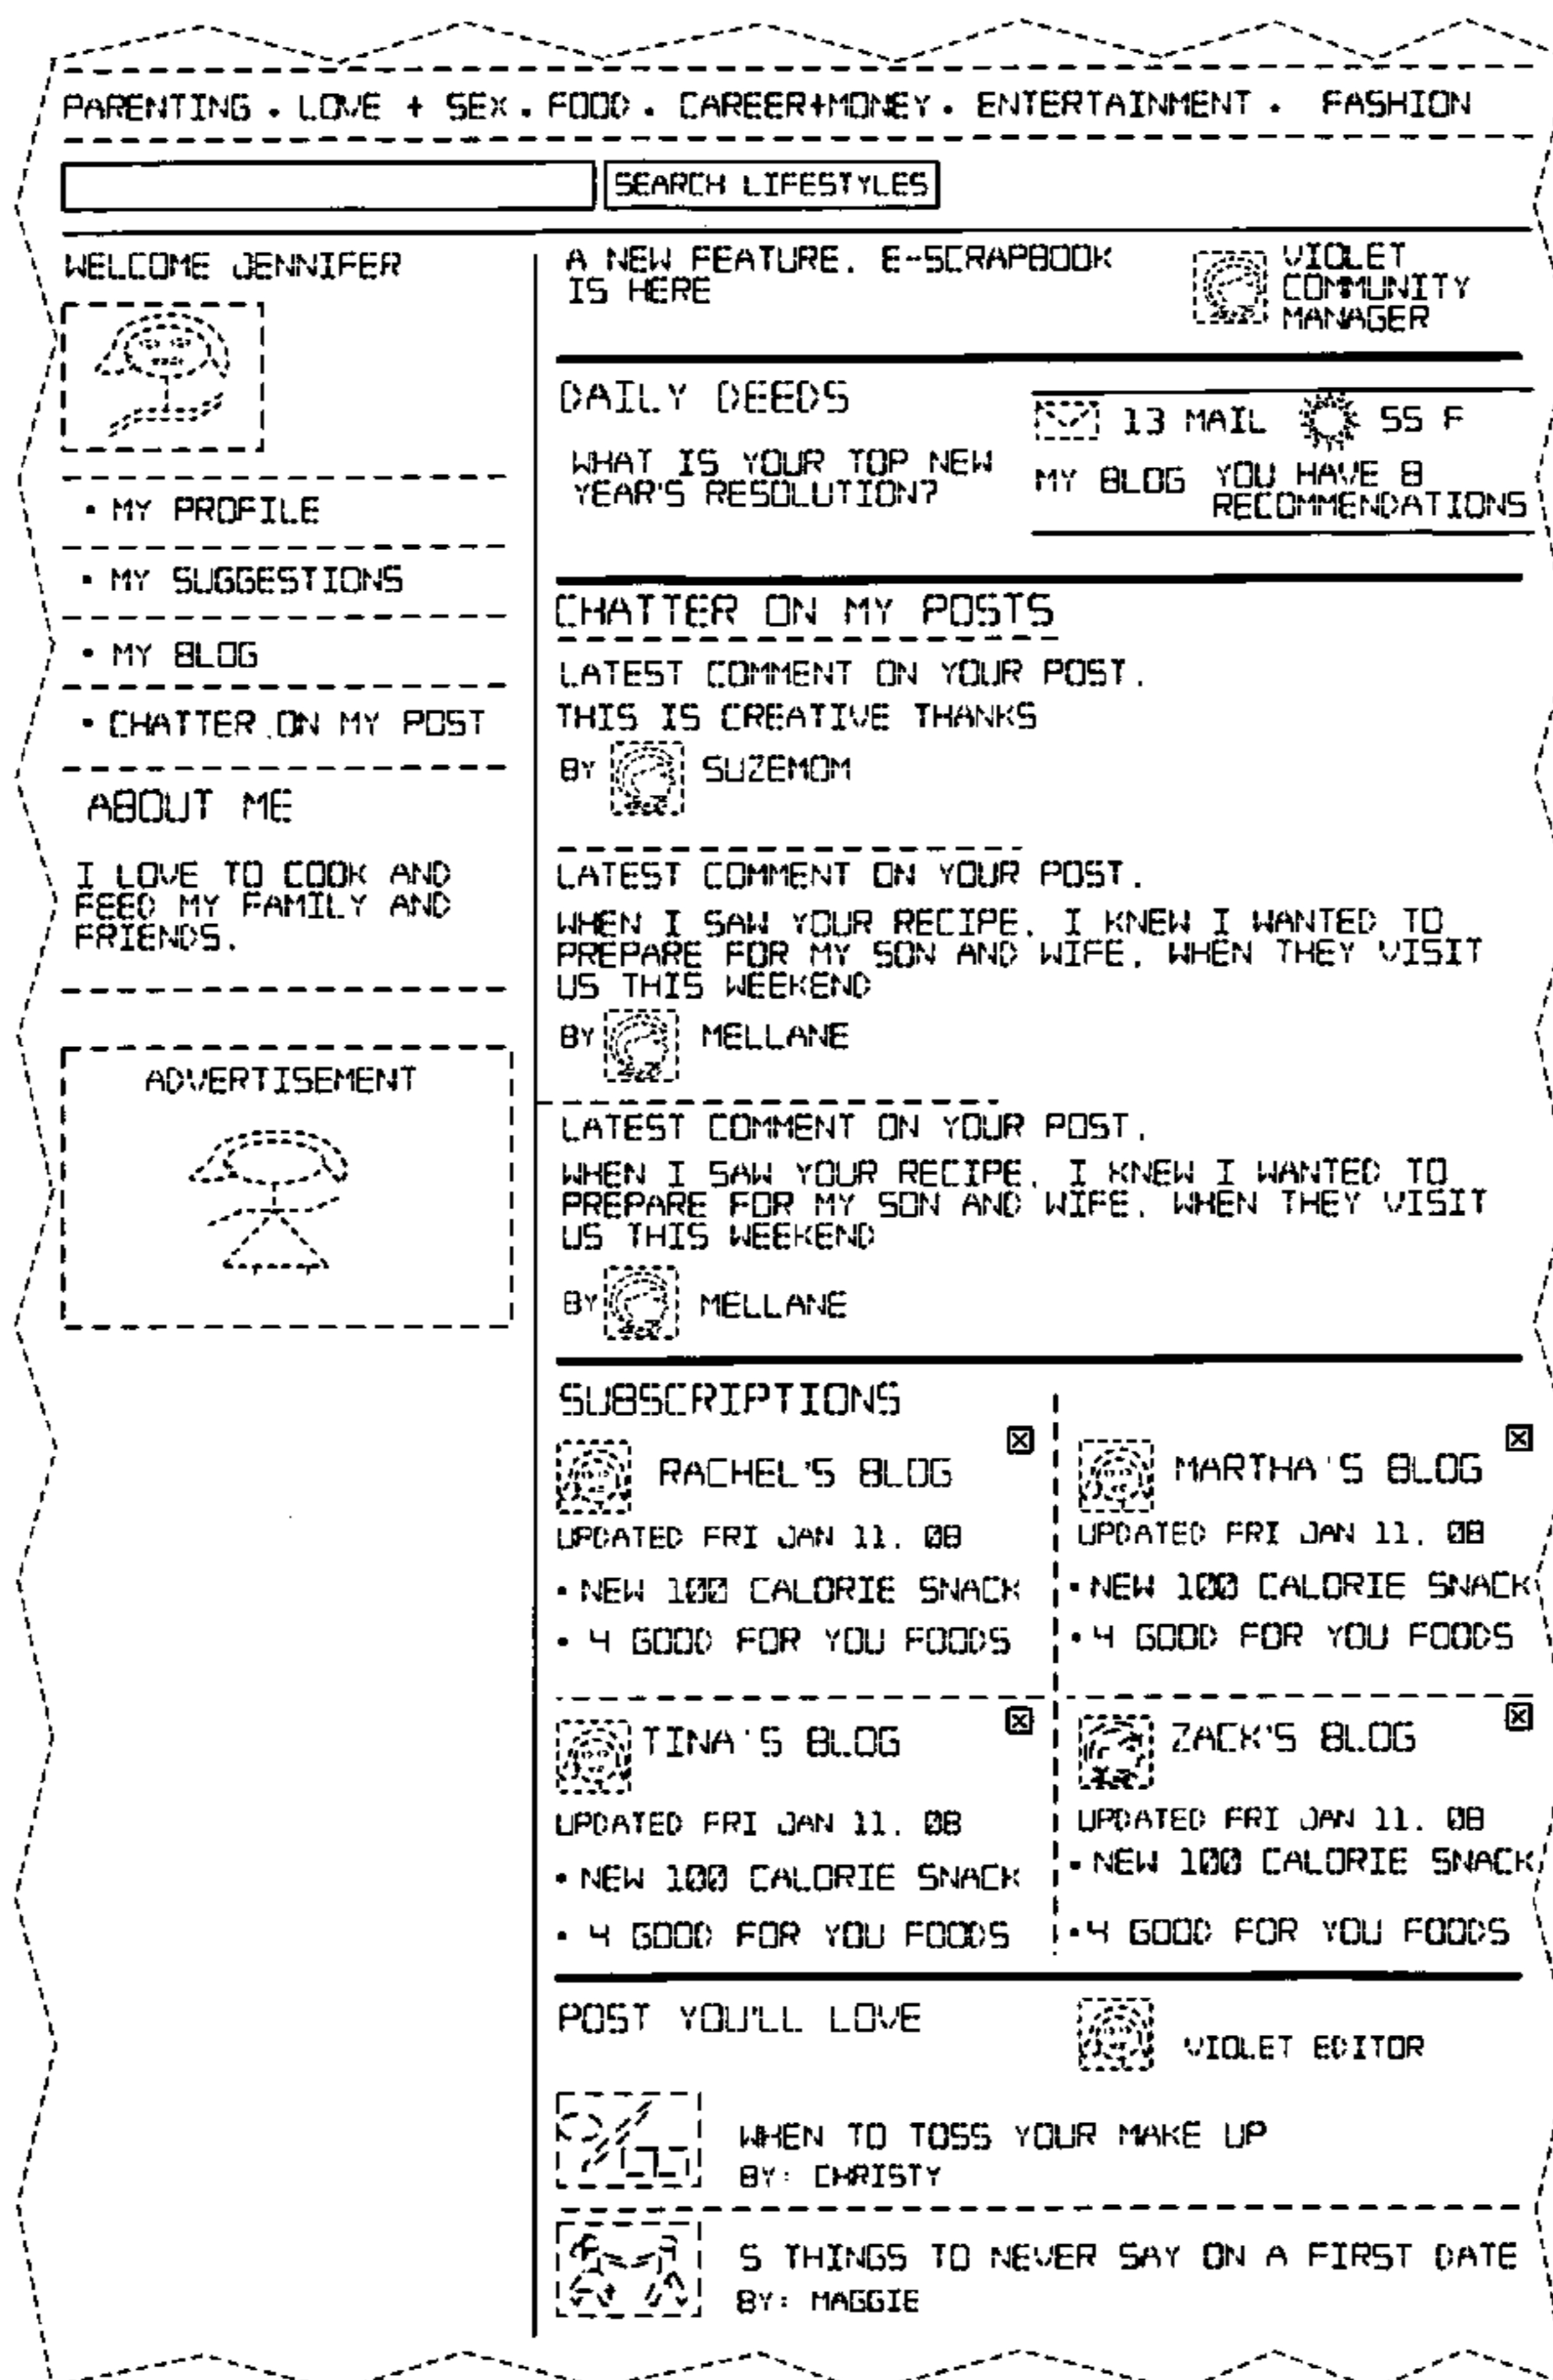 PARENTING . LOVE + SEX . FOOD . CAREER+MONEY . ENTERTAINMENT . FASHION
SEARCH LIFESTYLES
WELCOME JENNIFER
• MY PROFILE
• MY SUGGESTIONS
• MY BLOG
• CHATTER ON MY POST
ABOUT ME
I LOVE TO COOK AND
FEED MY FAMILY AND
FRIENDS.
ADVERTISEMENT
A NEW FEATURE. E-SCRAPBOOK
IS HERE
VIOLET
COMMUNITY
MANAGER
DAILY DEEDS
WHAT IS YOUR TOP NEW
YEAR'S RESOLUTION?
13 MAIL 55 F
MY BLOG YOU HAVE 8
RECOMMENDATIONS
CHATTER ON MY POSTS
LATEST COMMENT ON YOUR POST.
THIS IS CREATIVE THANKS
BY SUZEMOM
LATEST COMMENT ON YOUR POST.
WHEN I SAW YOUR RECIPE. I KNEW I WANTED TO
PREPARE FOR MY SON AND WIFE. WHEN THEY VISIT
US THIS WEEKEND
BY MELLANE
LATEST COMMENT ON YOUR POST.
WHEN I SAW YOUR RECIPE. I KNEW I WANTED TO
PREPARE FOR MY SON AND WIFE. WHEN THEY VISIT
US THIS WEEKEND
BY MELLANE
SUBSCRIPTIONS
RACHEL'S BLOG
UPDATED FRI JAN 11. 08
• NEW 100 CALORIE SNACK
• 4 GOOD FOR YOU FOODS
MARTHA'S BLOG
UPDATED FRI JAN 11. 08
• NEW 100 CALORIE SNACK
• 4 GOOD FOR YOU FOODS
TINA'S BLOG
UPDATED FRI JAN 11. 08
• NEW 100 CALORIE SNACK
• 4 GOOD FOR YOU FOODS
ZACK'S BLOG
UPDATED FRI JAN 11. 08
• NEW 100 CALORIE SNACK
• 4 GOOD FOR YOU FOODS
POST YOU'LL LOVE
VIOLET EDITOR
WHEN TO TOSS YOUR MAKE UP
BY: CHRISTY
5 THINGS TO NEVER SAY ON A FIRST DATE
BY: MAGGIE